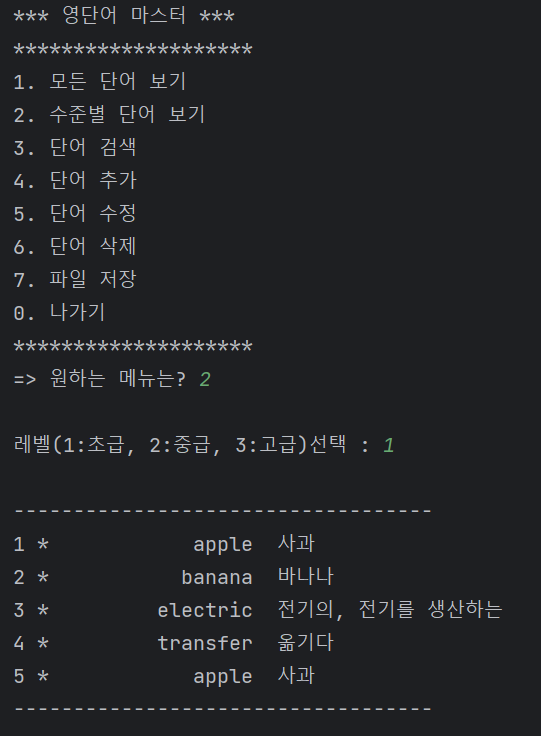 *** 영단어 마스터 ***
********************
1. 모든 단어 보기
2. 수준별 단어 보기
3. 단어 검색
4. 단어 추가
5. 단어 수정
6. 단어 삭제
7. 파일 저장
0. 나가기
********************
=> 원하는 메뉴는? 2
레벨(1:초급, 2:중급, 3:고급)선택 : 1
-----------------------------------
1 * apple 사과
2 * banana 바나나
3 * electric 전기의, 전기를 생산하는
4 * transfer 옮기다
5 * apple 사과
-----------------------------------